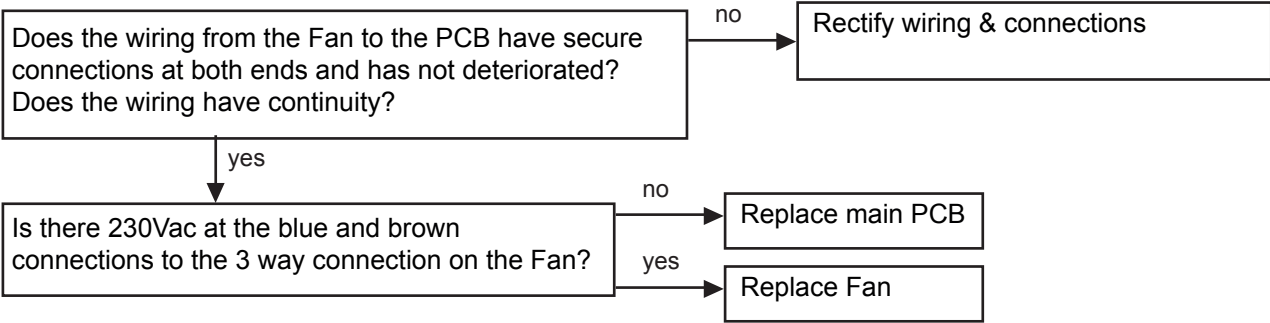 Does the wiring from the Fan to the PCB have secure
connections at both ends and has not deteriorated?
Does the wiring have continuity?
no
Rectify wiring & connections
yes
Is there 230Vac at the blue and brown
connections to the 3 way connection on the Fan?
no
Replace main PCB
yes
Replace Fan